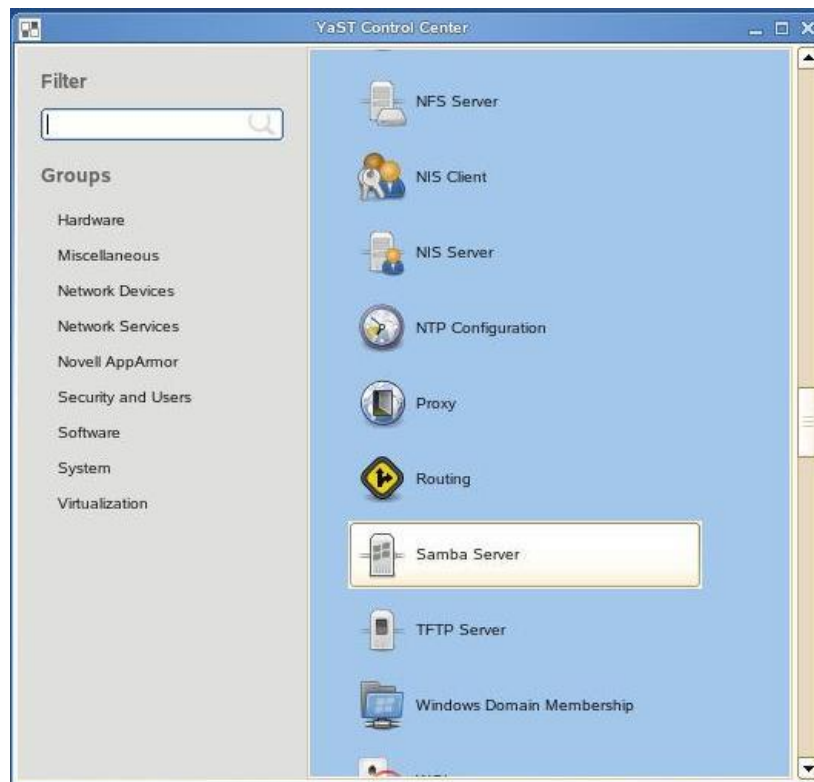 YaST Control Center
Filter
Groups
Hardware
Miscellaneous
Network Devices
Network Services
Novell AppArmor
Security and Users
Software
System
Virtualization
NFS Server
NIS Client
NIS Server
NTP Configuration
Proxy
Routing
Samba Server
TFTP Server
Windows Domain Membership